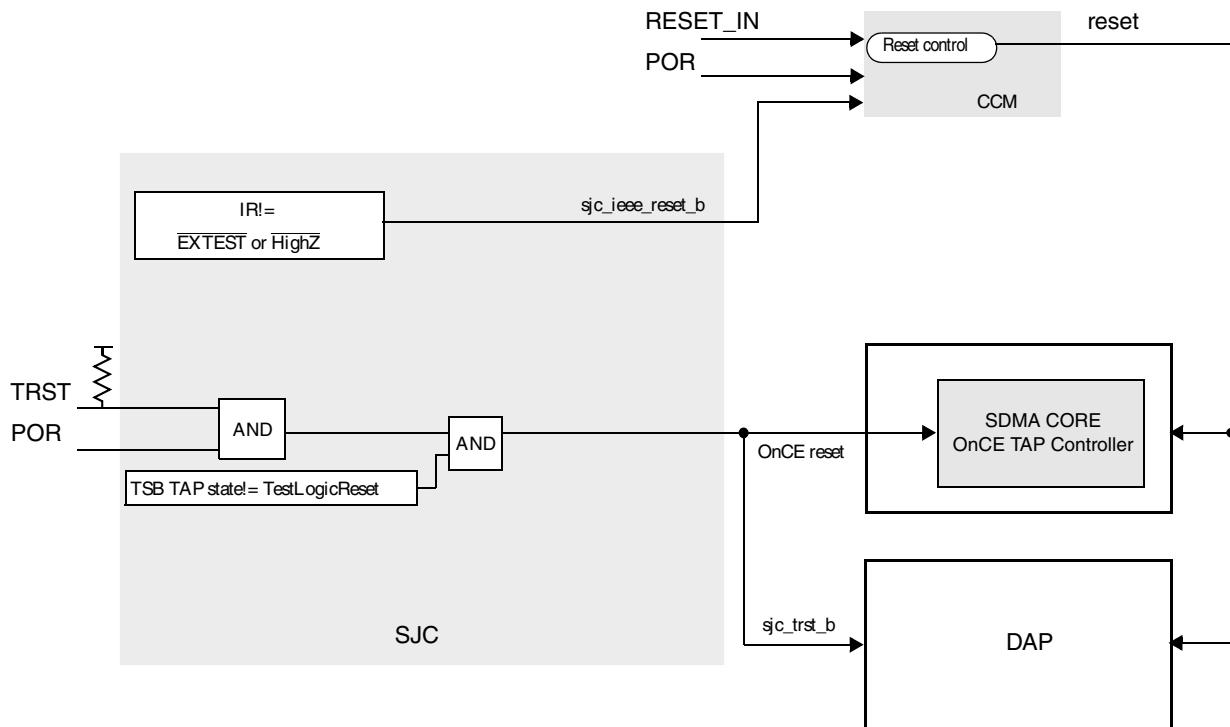 RESET_IN
reset
Reset control
POR
CCM
IR!=
sjc_ieee_reset_b
EXTEST or HighZ
TRST
POR
AND
AND
SDMA CORE
OnCE TAP Controller
OnCE reset
TSB TAP state!= TestLogicReset
sjc_trst_b
SJC
DAP